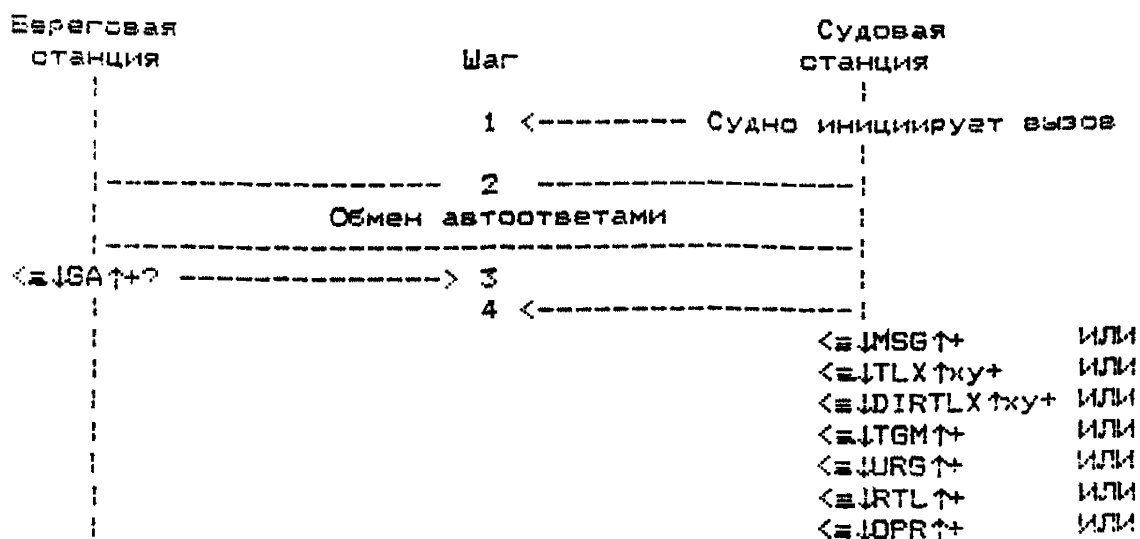 Береговая станция Шаг Судовая станция
1 <--------- Судно инициирует вызов
------------------- 2 -------------------
Обмен автоответами
<≡↓GA↑+? ---------------> 3
4 <-------------------
<≡↓MSG↑+ ИЛИ
<≡↓TLX↑xy+ ИЛИ
<≡↓DIRTLX↑xy+ ИЛИ
<≡↓TGM↑+ ИЛИ
<≡↓URG↑+ ИЛИ
<≡↓RTL↑+ ИЛИ
<≡↓OPR↑+ ИЛИ